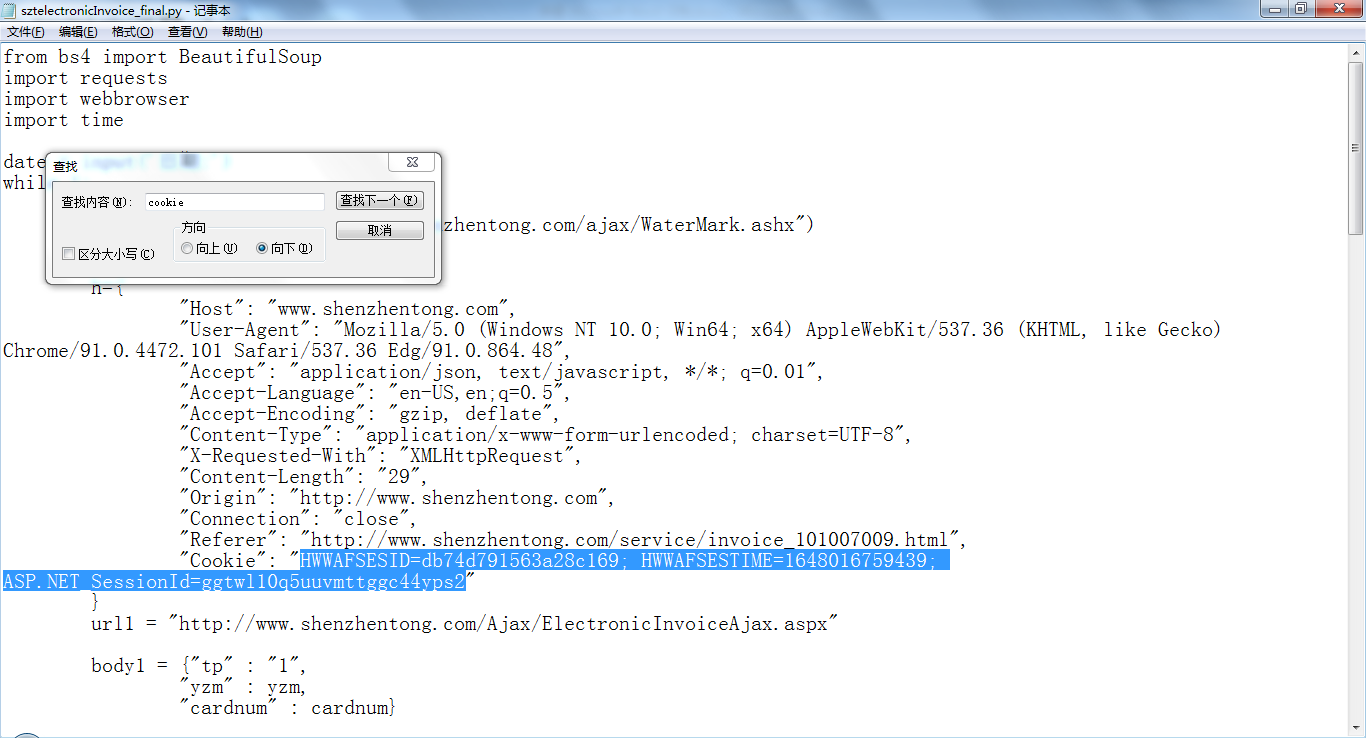 sztelectronicInvoice_final.py - 记事本
文件(F) 编辑(E) 格式(O) 查看(V) 帮助(H)
from bs4 import BeautifulSoup
import requests
import webbrowser
import time
date
whil
查找
查找内容(N): cookie 查找下一个(F)
方向 取消
区分大小写(C) 向上(U) 向下(D)
zhentong.com/ajax/WaterMark.ashx")
h={
"Host": "www.shenzhentong.com",
"User-Agent": "Mozilla/5.0 (Windows NT 10.0; Win64; x64) AppleWebKit/537.36 (KHTML, like Gecko)
Chrome/91.0.4472.101 Safari/537.36 Edg/91.0.864.48",
"Accept": "application/json, text/javascript, */*; q=0.01",
"Accept-Language": "en-US,en;q=0.5",
"Accept-Encoding": "gzip, deflate",
"Content-Type": "application/x-www-form-urlencoded; charset=UTF-8",
"X-Requested-With": "XMLHttpRequest",
"Content-Length": "29",
"Origin": "http://www.shenzhentong.com",
"Connection": "close",
"Referer": "http://www.shenzhentong.com/service/invoice_101007009.html",
"Cookie": "HWWAFSESID=db74d791563a28c169; HWWAFSESTIME=1648016759439;
ASP.NET_SessionId=ggtwl10q5uuvmttggc44yps2"
}
url1 = "http://www.shenzhentong.com/Ajax/ElectronicInvoiceAjax.aspx"
body1 = {"tp" : "1",
"yzm" : yzm,
"cardnum" : cardnum}